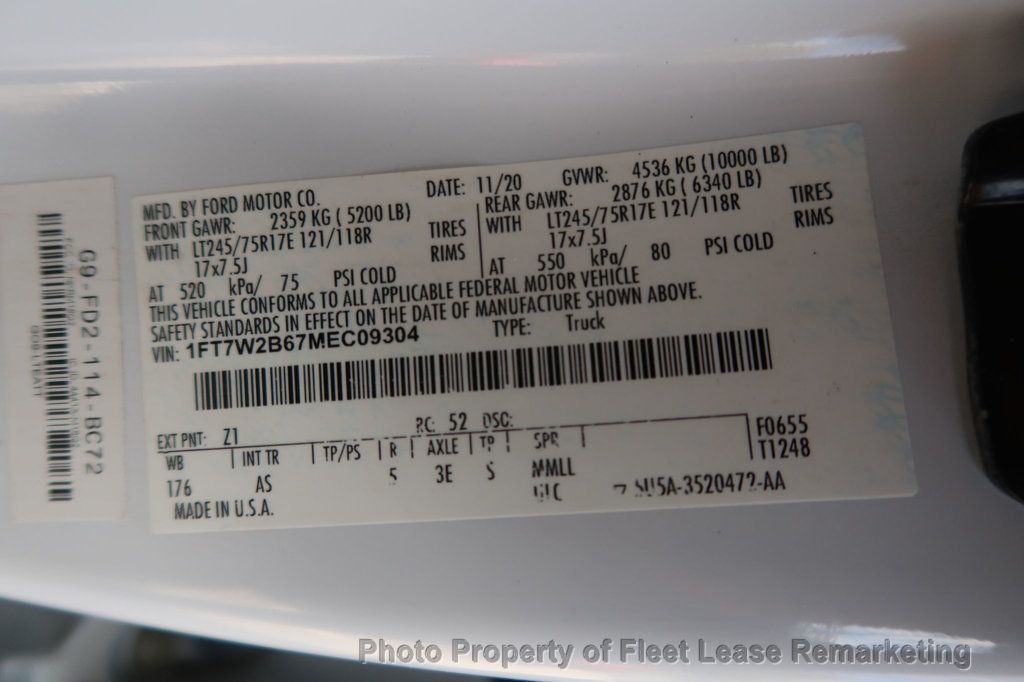 G9-FD2-114-BC72
MFD. BY FORD MOTOR CO. DATE: 11/20 GVWR: 4536 KG (10000 LB)
FRONT GAWR: 2359 KG ( 5200 LB) REAR GAWR: 2876 KG ( 6340 LB)
WITH LT245/75R17E 121/118R TIRES WITH LT245/75R17E 121/118R TIRES
17x7.5J RIMS 17x7.5J RIMS
AT 520 kPa/ 75 PSI COLD AT 550 kPa/ 80 PSI COLD
THIS VEHICLE CONFORMS TO ALL APPLICABLE FEDERAL MOTOR VEHICLE
SAFETY STANDARDS IN EFFECT ON THE DATE OF MANUFACTURE SHOWN ABOVE.
VIN: 1FT7W2B67MEC09304 TYPE: Truck
EXT PNT: Z1 RC: 52 DSO: F0655
WB INT TR TP/PS R AXLE TP SPR T1248
176 AS 5 3E S MMLL
MADE IN U.S.A.
Photo Property of Fleet Lease Remarketing